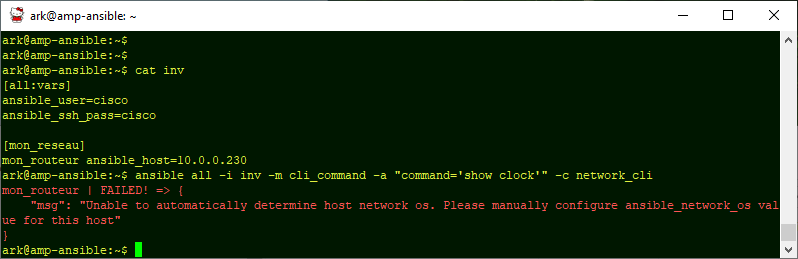 ark@amp-ansible: ~
ark@amp-ansible:~$
ark@amp-ansible:~$
ark@amp-ansible:~$ cat inv
[all:vars]
ansible_user=cisco
ansible_ssh_pass=cisco
[mon_reseau]
mon_routeur ansible_host=10.0.0.230
ark@amp-ansible:~$ ansible all -i inv -m cli_command -a "command='show clock'" -c network_cli
mon_routeur | FAILED! => {
    "msg": "Unable to automatically determine host network os. Please manually configure ansible_network_os val
ue for this host"
}
ark@amp-ansible:~$